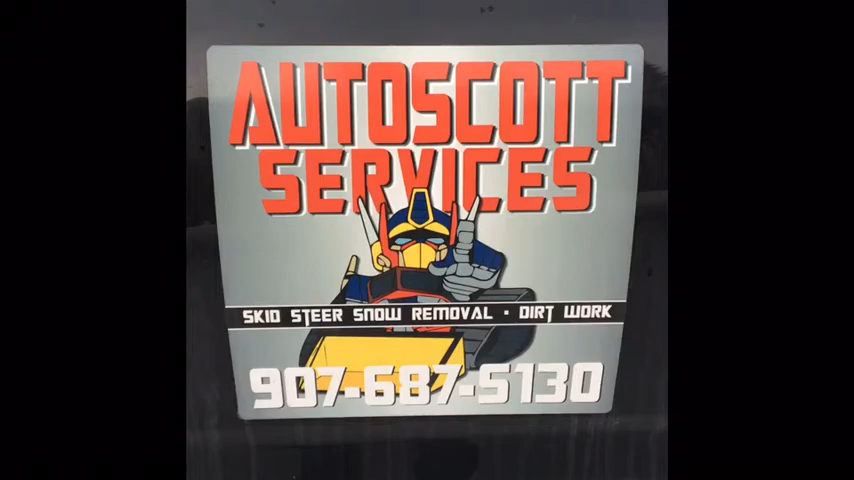 AUTOSCOTT
SERVICES
SKID STEER SNOW REMOVAL · DIRT WORK
907-687-5130